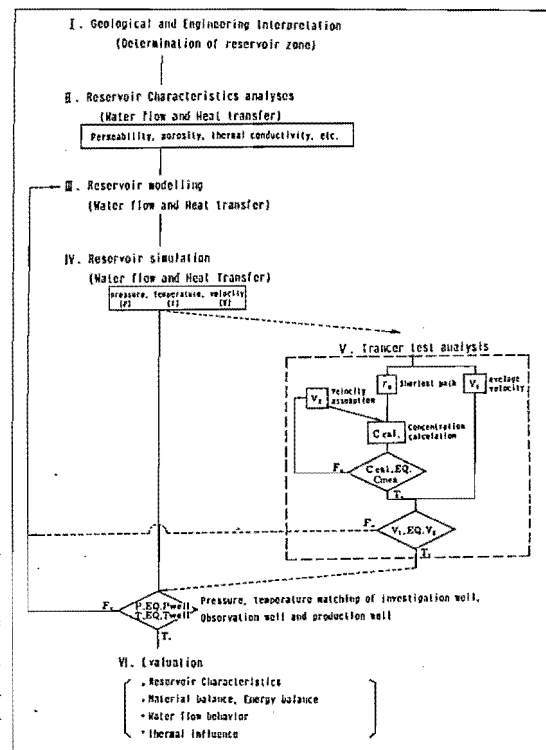 I. Geological and Engineering Interpretation
(Determination of reservoir zone)
II. Reservoir Characteristics analyses
(Water flow and Heat transfer)
Permeability, porosity, thermal conductivity, etc.
III. Reservoir modelling
(Water flow and Heat transfer)
IV. Reservoir simulation
(Water flow and Heat Transfer)
pressure, temperature, velocity
(P) (T) (V)
V. Trancer test analysis
V₂ Velocity assumption
Shortest path
V₁ Avelage velocity
C cal. Concentration calculation
F. C cal. EQ. Cmea
T.
F. V₁, EQ. V₂
T.
F. P. EQ. Pwell
T. EQ. Twell
T.
Pressure, temperature matching of investigation well,
Observation well and production well
VI. Evaluation
. Reservoir Characteristics
. Material balance, Energy balance
• Water flow behavior
• Thermal influence